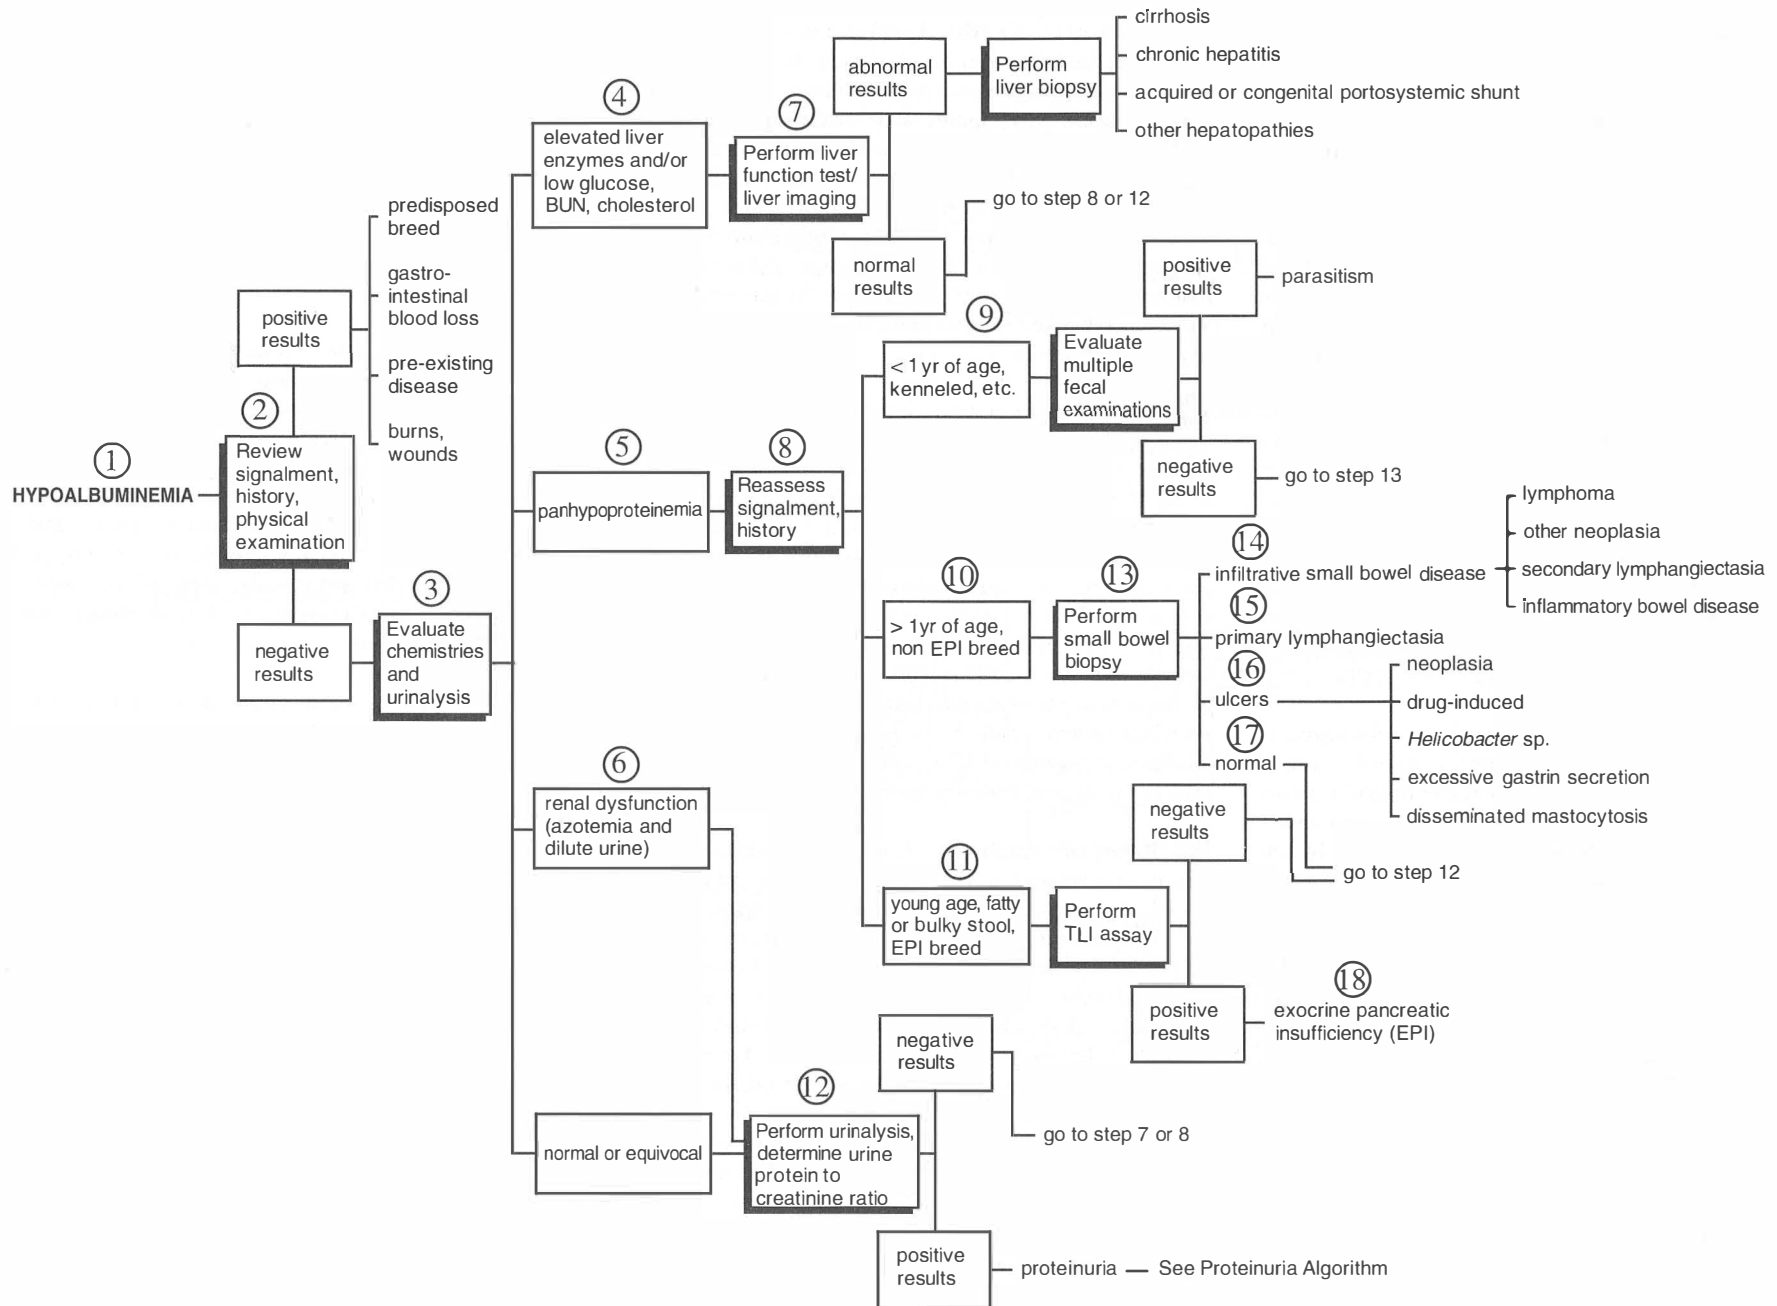 1
HYPOALBUMINEMIA
2
Review
signalment,
history,
physical
examination
positive
results
predisposed
breed
gastro-
intestinal
blood loss
pre-existing
disease
burns,
wounds
negative
results
3
Evaluate
chemistries
and
urinalysis
4
elevated liver
enzymes and/or
low glucose,
BUN, cholesterol
7
Perform liver
function test/
liver imaging
abnormal
results
Perform
liver biopsy
cirrhosis
chronic hepatitis
acquired or congenital portosystemic shunt
other hepatopathies
normal
results
go to step 8 or 12
5
panhypoproteinemia
8
Reassess
signalment,
history
9
< 1 yr of age,
kenneled, etc.
Evaluate
multiple
fecal
examinations
positive
results
parasitism
negative
results
go to step 13
10
> 1yr of age,
non EPI breed
13
Perform
small bowel
biopsy
14
infiltrative small bowel disease
lymphoma
other neoplasia
secondary lymphangiectasia
inflammatory bowel disease
15
primary lymphangiectasia
16
ulcers
neoplasia
drug-induced
Helicobacter sp.
excessive gastrin secretion
disseminated mastocytosis
17
normal
go to step 12
11
young age, fatty
or bulky stool,
EPI breed
Perform
TLI assay
negative
results
positive
results
18
exocrine pancreatic
insufficiency (EPI)
6
renal dysfunction
(azotemia and
dilute urine)
normal or equivocal
12
Perform urinalysis,
determine urine
protein to
creatinine ratio
negative
results
go to step 7 or 8
positive
results
proteinuria — See Proteinuria Algorithm